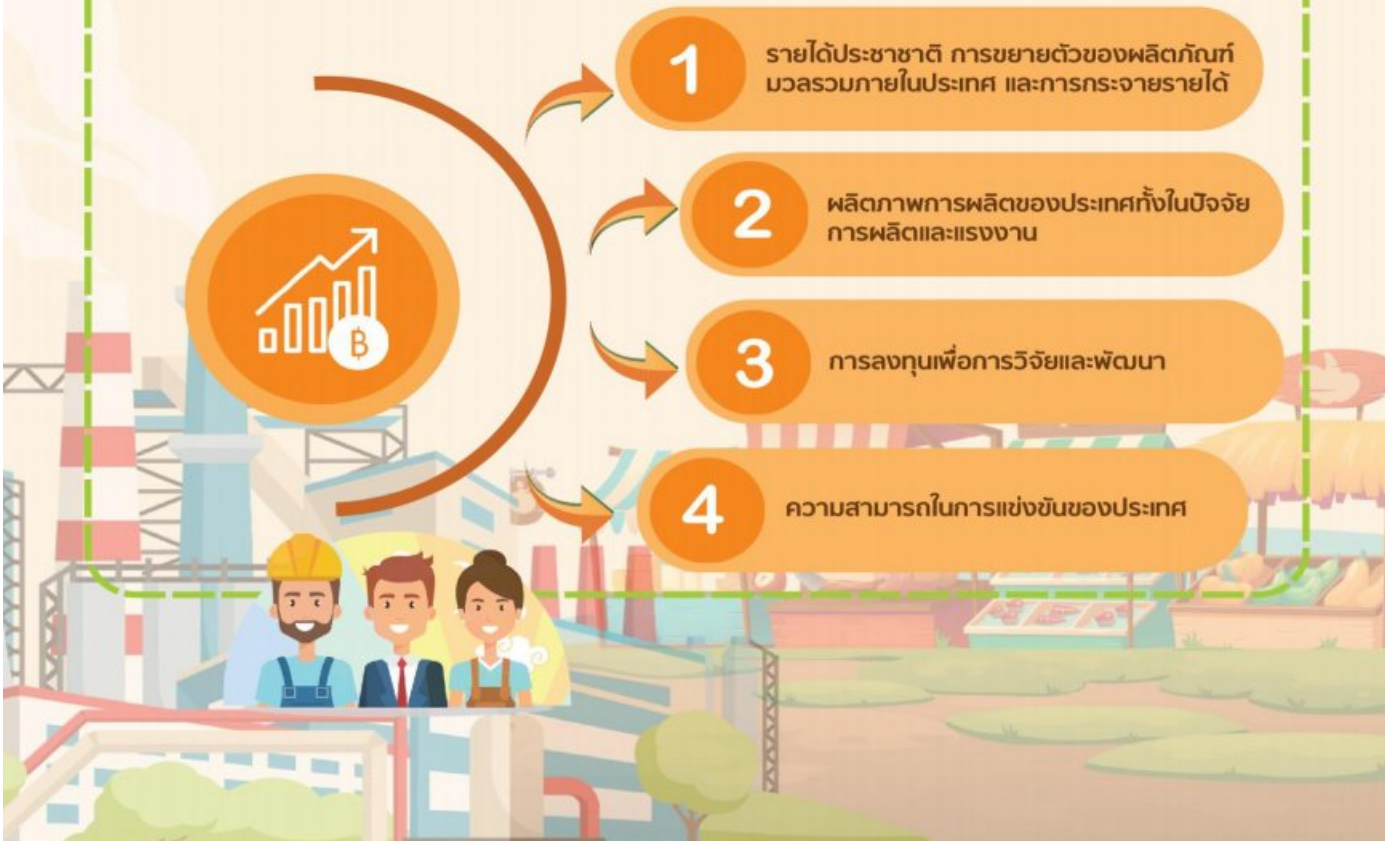 1
รายได้ประชาชาติ การขยายตัวของผลิตภัณฑ์
มวลรวมภายในประเทศ และการกระจายรายได้
2
ผลิตภาพการผลิตของประเทศทั้งในปัจจัย
การผลิตและแรงงาน
฿
3
การลงทุนเพื่อการวิจัยและพัฒนา
4
ความสามารถในการแข่งขันของประเทศ